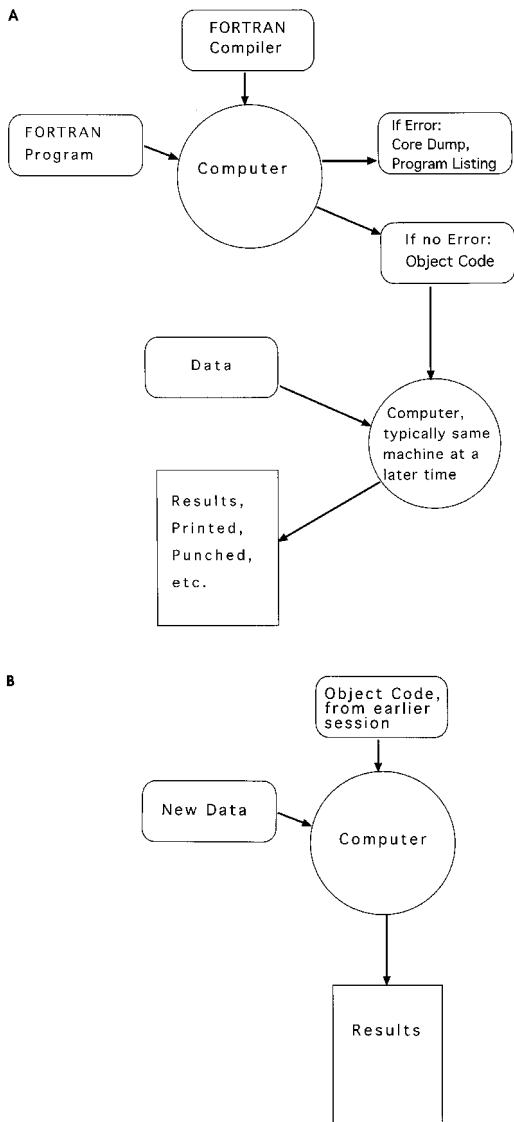 A
FORTRAN
Compiler
FORTRAN
Program
Computer
If Error:
Core Dump,
Program Listing
If no Error:
Object Code
Data
Computer,
typically same
machine at a
later time
Results,
Printed,
Punched,
etc.
B
Object Code,
from earlier
session
New Data
Computer
Results